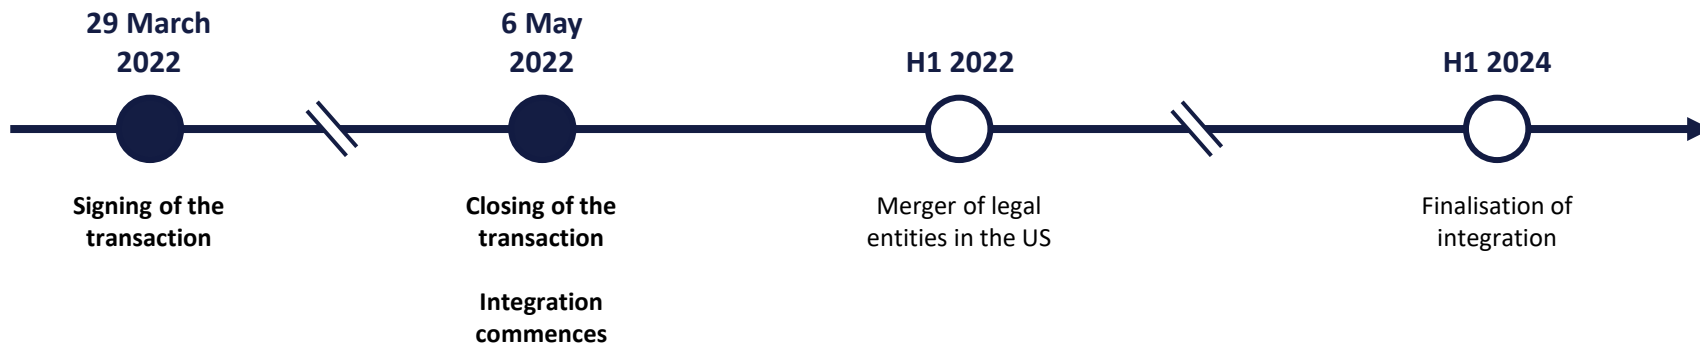 29 March
2022
6 May
2022
H1 2022
H1 2024
Signing of the
transaction
Closing of the
transaction
Integration
commences
Merger of legal
entities in the US
Finalisation of
integration